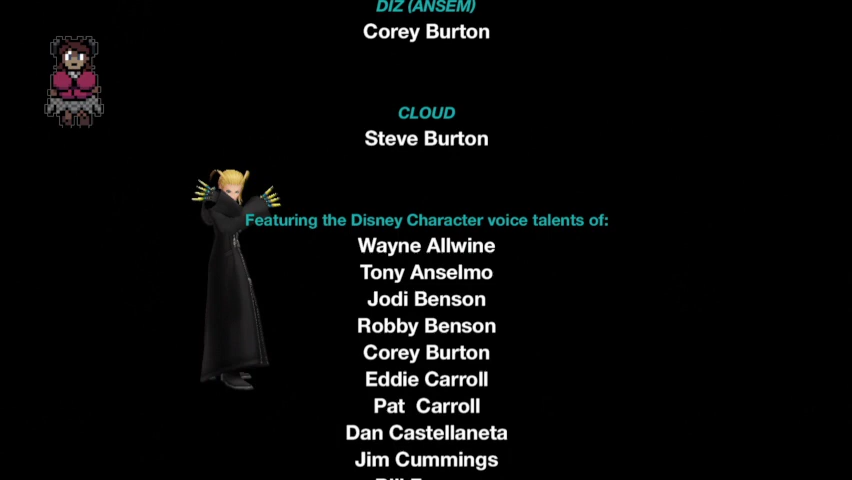 DIZ (ANSEM)
Corey Burton
CLOUD
Steve Burton
Featuring the Disney Character voice talents of:
Wayne Allwine
Tony Anselmo
Jodi Benson
Robby Benson
Corey Burton
Eddie Carroll
Pat Carroll
Dan Castellaneta
Jim Cummings